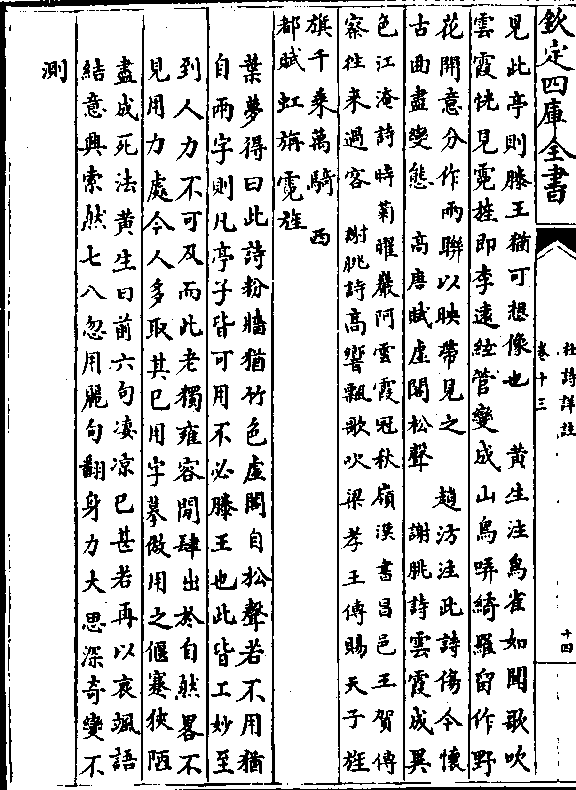 欽定四庫全書
杜詩詳註
卷十三
十四
見此亭則滕王猶可想像也　黄生注鳥雀如聞歌吹
雲霞恍見霓旌即李遠絃管變成山鳥哢綺羅留作野
花開意分作兩聯以映帶見之　趙汸注此詩傷今懷
古曲盡變態　高唐賦虛聞松聲　謝朓詩雲霞成異
色江淹詩時菊曜巖阿雲霞冠秋嶺漢書昌邑王賀傳
察徃來過客　謝朓詩高響飄歌吹梁孝王傳賜天子旌
旗千乗萬騎　西
都賦虹旃霓旌
葉夢得曰此詩粉牆猶竹色虛閣自松聲若不用猶
自兩字則凡亭子皆可用不必滕王也此皆工妙至
到人力不可及而此老獨雍容閒肆出於自然畧不
見用力處今人多取其已用字摹倣用之偃蹇狹陋
盡成死法黄生曰前六句凄凉已甚若再以哀颯語
結意興索然七八忽用麗句翻身力大思深奇變不
測